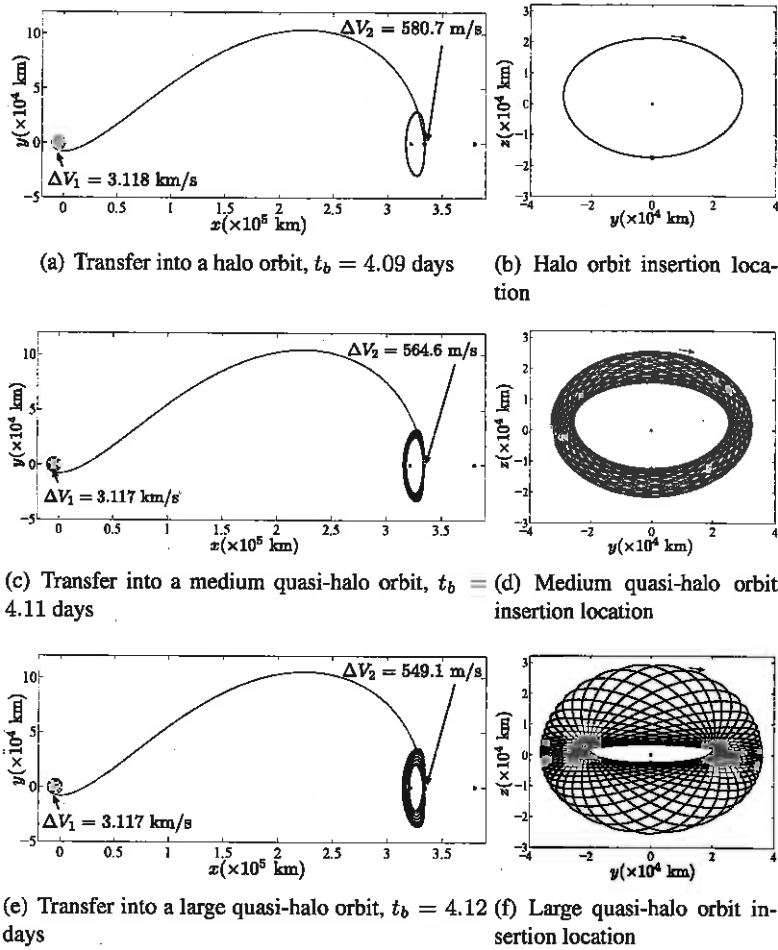 ΔV₂ = 580.7 m/s
10
5
0
−5
y(×10⁴ km)
ΔV₁ = 3.118 km/s
0 0.5 1 1.5 2 2.5 3 3.5
x(×10⁵ km)
(a) Transfer into a halo orbit, t_b = 4.09 days
3
2
1
0
−1
−2
−3
z(×10⁴ km)
−4 −2 0 2 4
y(×10⁴ km)
(b) Halo orbit insertion loca-
tion
ΔV₂ = 564.6 m/s
10
5
0
−5
y(×10⁴ km)
ΔV₁ = 3.117 km/s
0 0.5 1 1.5 2 2.5 3 3.5
x(×10⁵ km)
(c) Transfer into a medium quasi-halo orbit, t_b =
4.11 days
3
2
1
0
−1
−2
−3
z(×10⁴ km)
−4 −2 0 2 4
y(×10⁴ km)
(d) Medium quasi-halo orbit
insertion location
ΔV₂ = 549.1 m/s
10
5
0
−5
y(×10⁴ km)
ΔV₁ = 3.117 km/s
0 0.5 1 1.5 2 2.5 3 3.5
x(×10⁵ km)
(e) Transfer into a large quasi-halo orbit, t_b = 4.12
days
3
2
1
0
−1
−2
−3
z(×10⁴ km)
−4 −2 0 2 4
y(×10⁴ km)
(f) Large quasi-halo orbit in-
sertion location